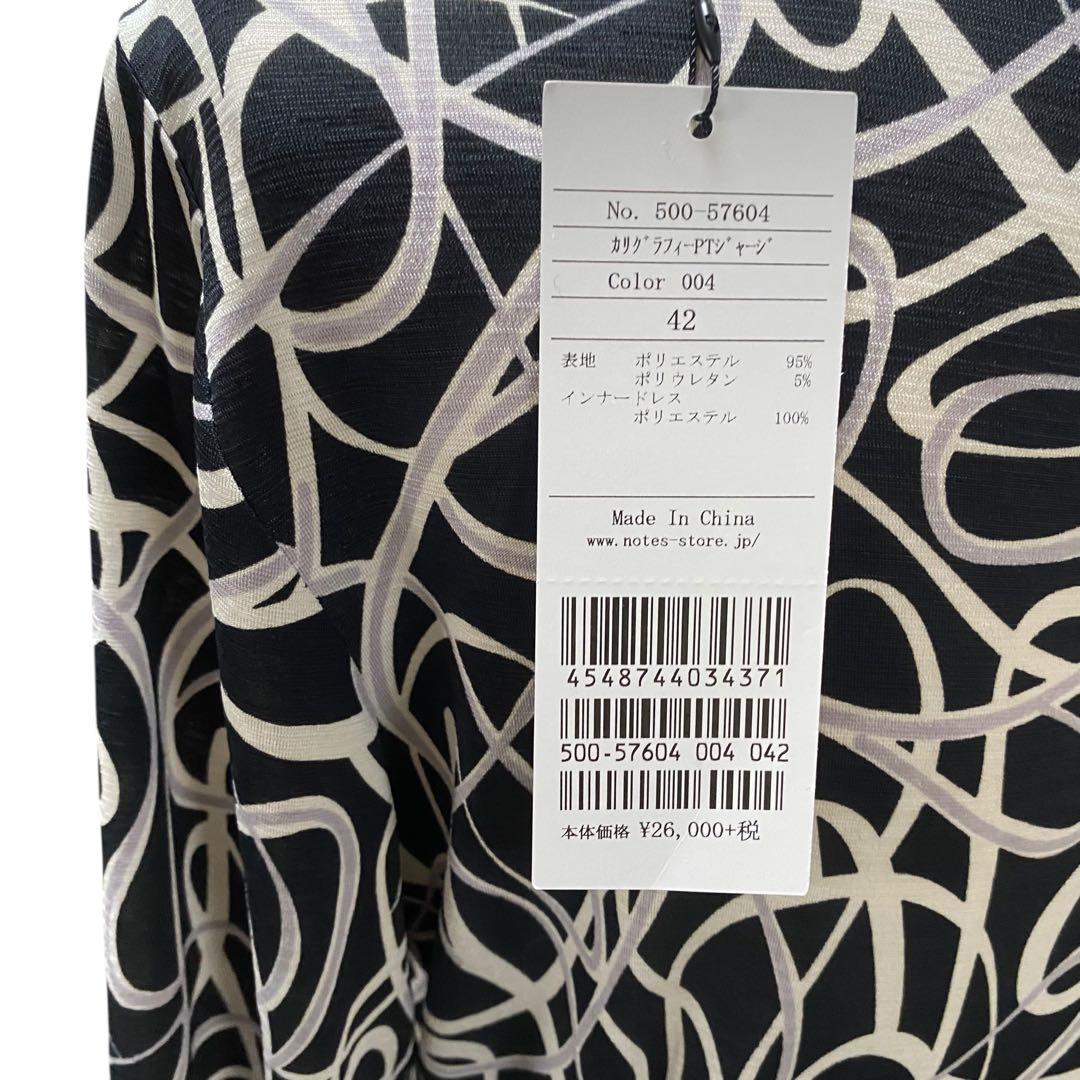 No. 500-57604
ｶﾘｸﾞﾗﾌｨｰPTｼﾞｬｰｼﾞ
Color 004
42
表地 ポリエステル 95%
ポリウレタン 5%
インナードレス
ポリエステル 100%
Made In China
www.notes-store.jp/
4548744034371
500-57604 004 042
本体価格 ¥26,000+税